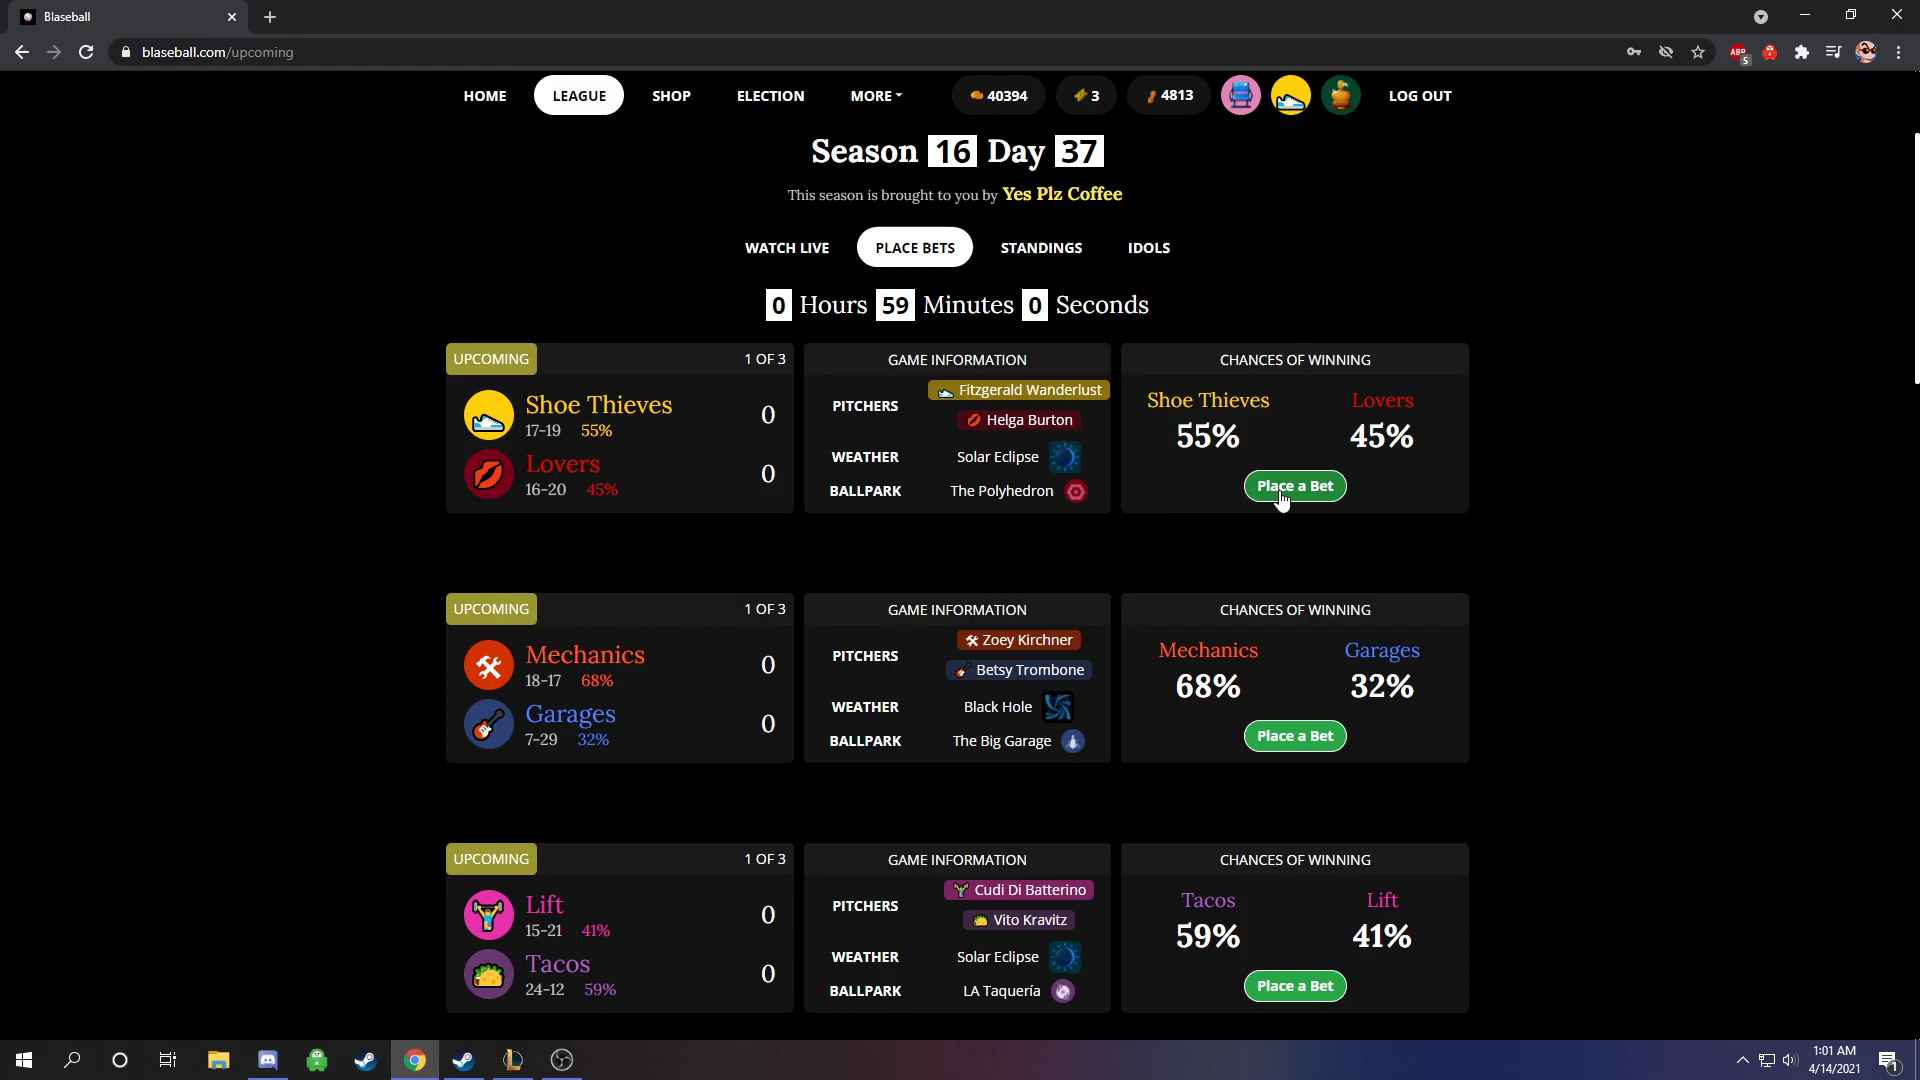 Blaseball
blaseball.com/upcoming
ABP
5
HOME LEAGUE SHOP ELECTION MORE 40394 3 4813 LOG OUT
Season 16 Day 37
This season is brought to you by Yes Plz Coffee
WATCH LIVE PLACE BETS STANDINGS IDOLS
0 Hours 59 Minutes 0 Seconds
UPCOMING 1 OF 3
Shoe Thieves 0
17-19 55%
Lovers 0
16-20 45%
GAME INFORMATION
PITCHERS Fitzgerald Wanderlust
Helga Burton
WEATHER Solar Eclipse
BALLPARK The Polyhedron
CHANCES OF WINNING
Shoe Thieves Lovers
55% 45%
Place a Bet
UPCOMING 1 OF 3
Mechanics 0
18-17 68%
Garages 0
7-29 32%
GAME INFORMATION
PITCHERS Zoey Kirchner
Betsy Trombone
WEATHER Black Hole
BALLPARK The Big Garage
CHANCES OF WINNING
Mechanics Garages
68% 32%
Place a Bet
UPCOMING 1 OF 3
Lift 0
15-21 41%
Tacos 0
24-12 59%
GAME INFORMATION
PITCHERS Cudi Di Batterino
Vito Kravitz
WEATHER Solar Eclipse
BALLPARK LA Taquería
CHANCES OF WINNING
Tacos Lift
59% 41%
Place a Bet
1:01 AM
4/14/2021
1